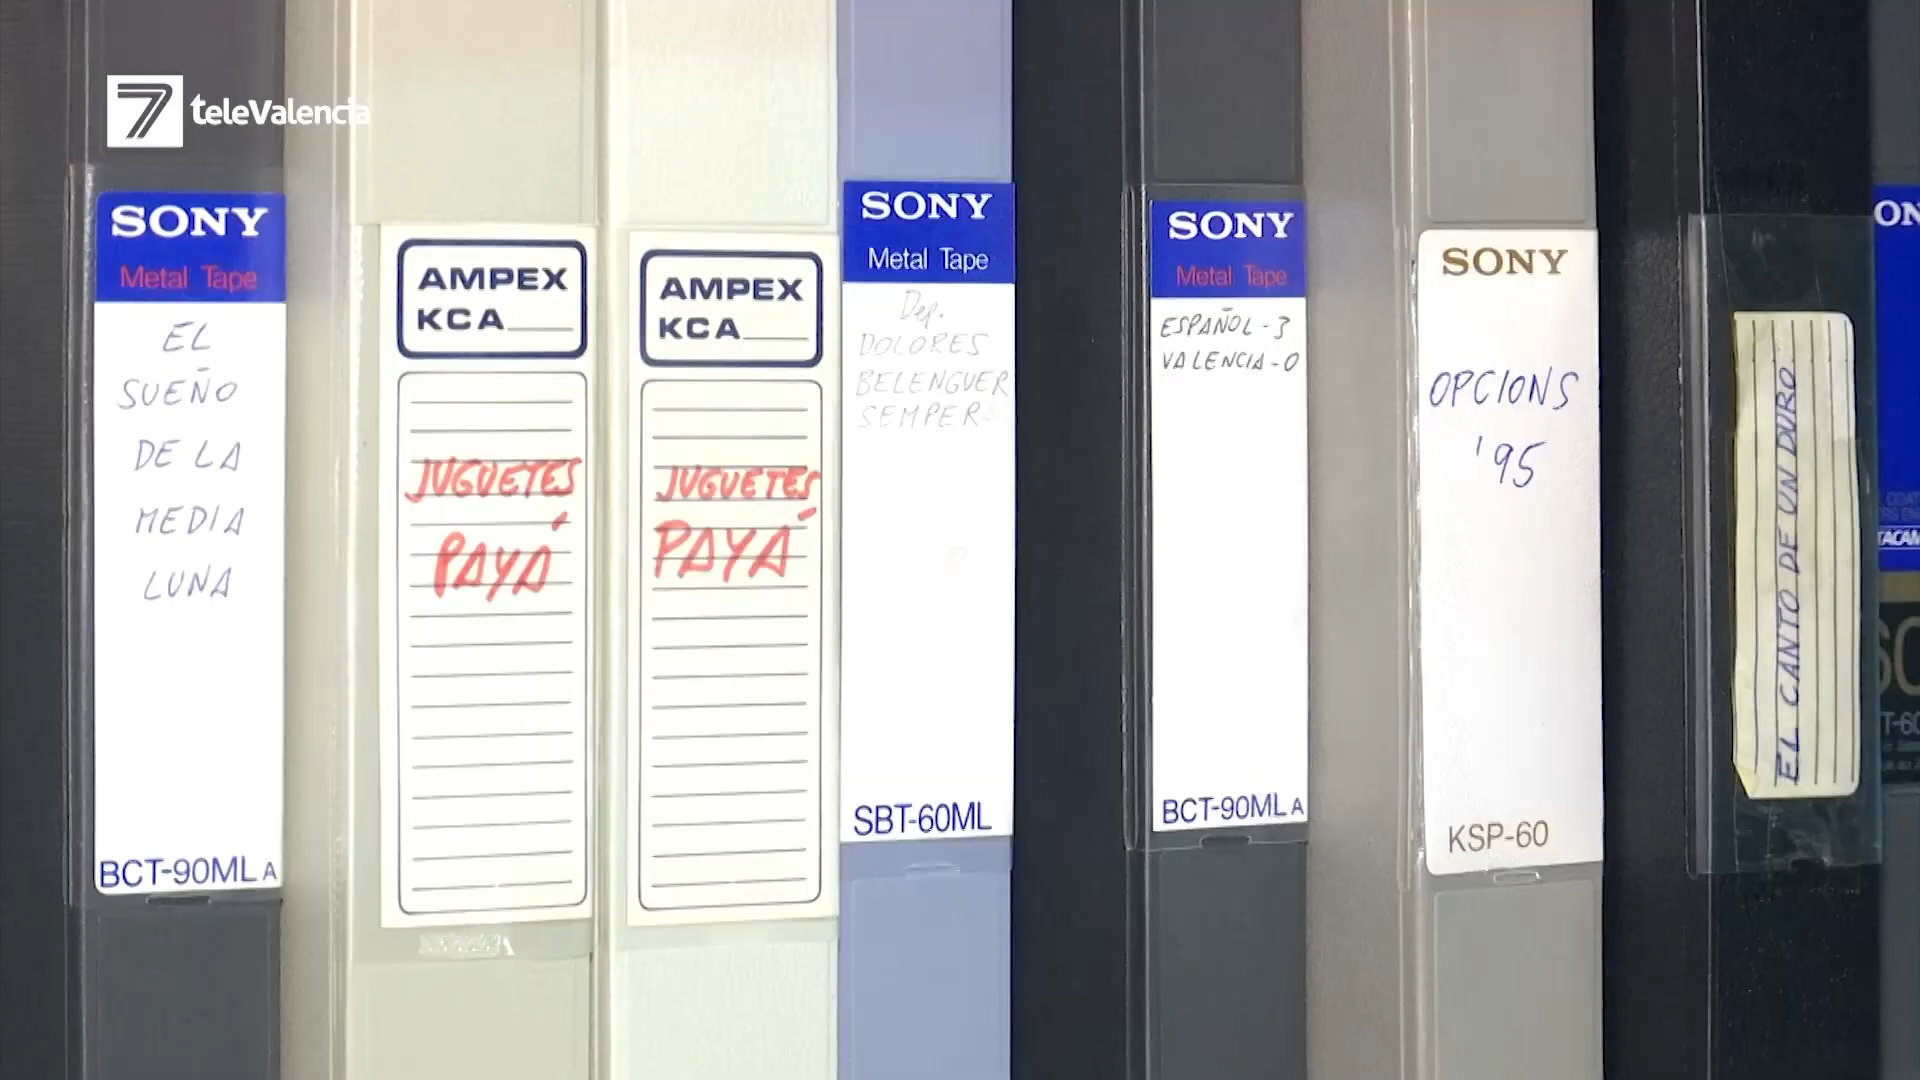 7 teleValencia
SONY
Metal Tape
EL
SUEÑO
DE LA
MEDIA
LUNA
BCT-90ML A
AMPEX
KCA
JUGUETES
PAYÁ
AMPEX
KCA
JUGUETES
PAYÁ
SONY
Metal Tape
Dep.
DOLORES
BELENGUER
SEMPER
SBT-60ML
SONY
Metal Tape
ESPAÑOL-3
VALENCIA-0
BCT-90ML A
SONY
OPCIONS
'95
KSP-60
EL CANTO DE UN DURO